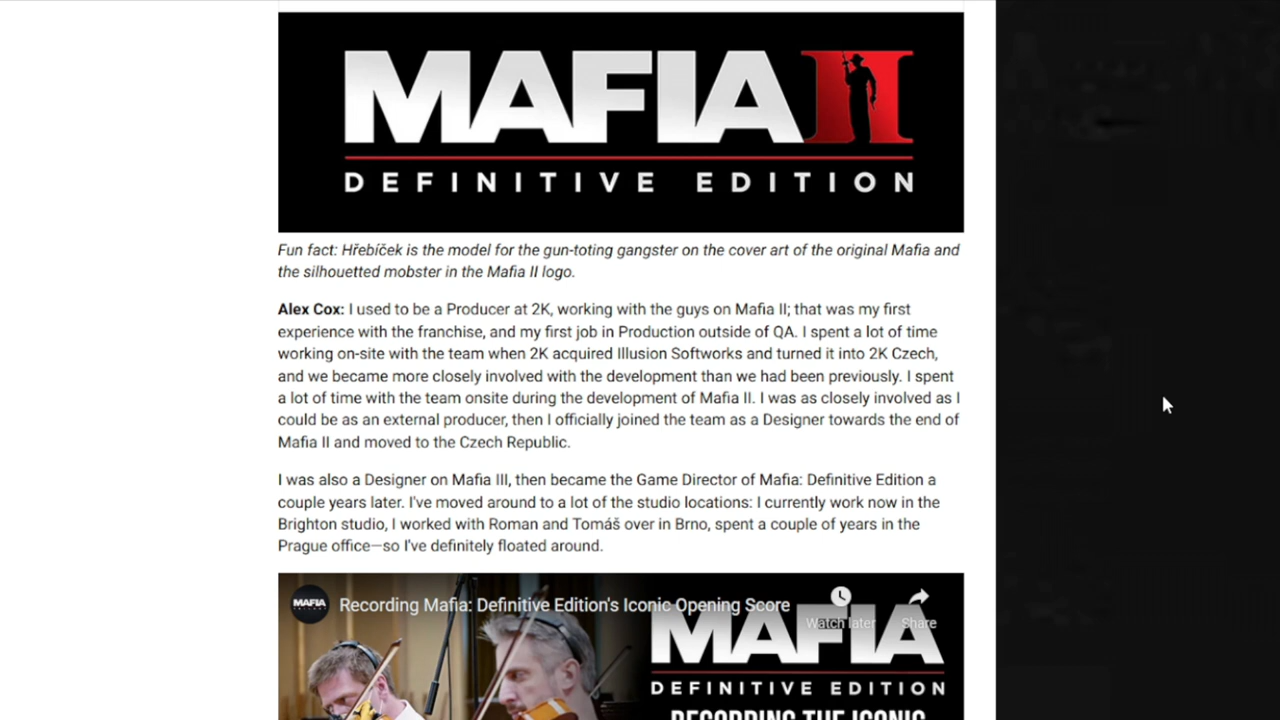 MAFIA II
DEFINITIVE EDITION
Fun fact: Hřebíček is the model for the gun-toting gangster on the cover art of the original Mafia and
the silhouetted mobster in the Mafia II logo.
Alex Cox: I used to be a Producer at 2K, working with the guys on Mafia II; that was my first
experience with the franchise, and my first job in Production outside of QA. I spent a lot of time
working on-site with the team when 2K acquired Illusion Softworks and turned it into 2K Czech,
and we became more closely involved with the development than we had been previously. I spent
a lot of time with the team onsite during the development of Mafia II. I was as closely involved as I
could be as an external producer, then I officially joined the team as a Designer towards the end of
Mafia II and moved to the Czech Republic.
I was also a Designer on Mafia III, then became the Game Director of Mafia: Definitive Edition a
couple years later. I've moved around to a lot of the studio locations: I currently work now in the
Brighton studio, I worked with Roman and Tomáš over in Brno, spent a couple of years in the
Prague office—so I've definitely floated around.
MAFIA
Recording Mafia: Definitive Edition's Iconic Opening Score
Watch later
Share
MAFIA
DEFINITIVE EDITION
RECORDING THE ICONIC